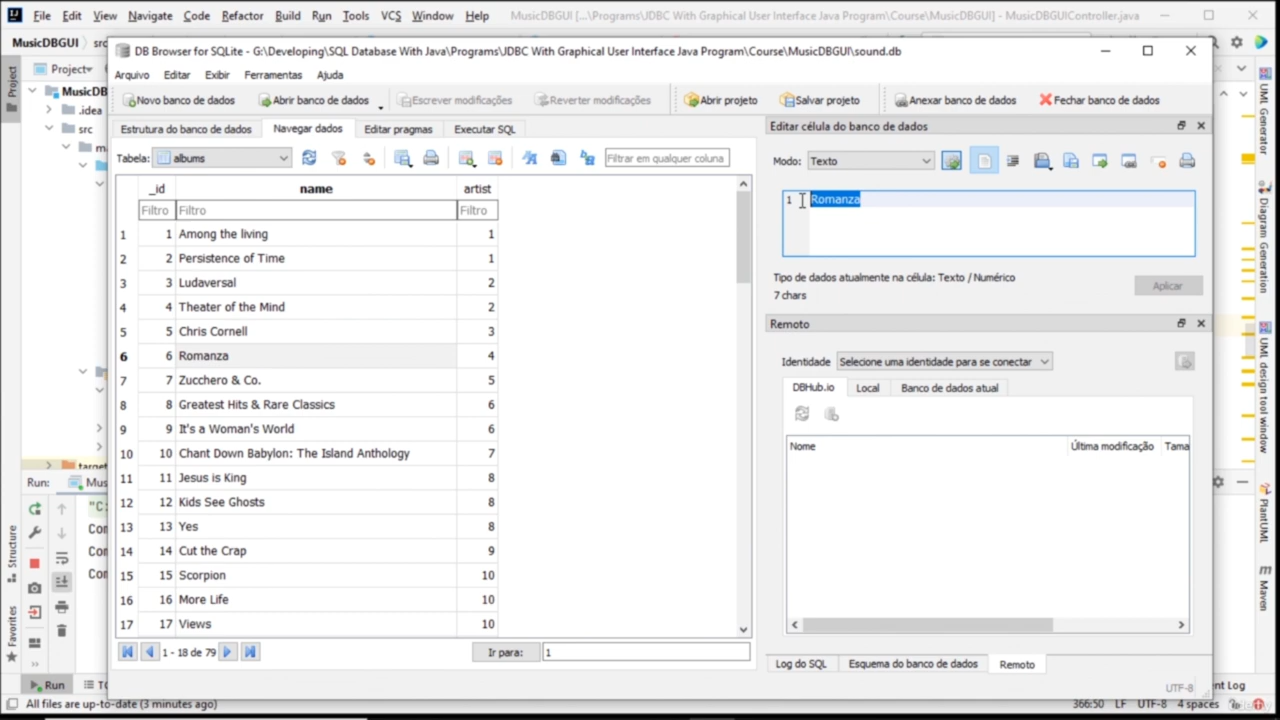 File Edit View Navigate Code Refactor Build Run Tools VCS Window Help MusicDBGUI [...\Programs\JDBC With Graphical User Interface Java Program\Course\MusicDBGUI] - MusicDBGUIController.java
MusicDBGUI src
DB Browser for SQLite - G:\Developing\SQL Database With Java\Programs\JDBC With Graphical User Interface Java Program\Course\MusicDBGUI\sound.db
Arquivo Editar Exibir Ferramentas Ajuda
Novo banco de dados Abrir banco de dados Escrever modificações Reverter modificações Abrir projeto Salvar projeto Anexar banco de dados Fechar banco de dados
Estrutura do banco de dados Navegar dados Editar pragmas Executar SQL
Tabela: albums Filtrar em qualquer coluna
_id name artist
Filtro Filtro Filtro
1 1 Among the living 1
2 2 Persistence of Time 1
3 3 Ludaversal 2
4 4 Theater of the Mind 2
5 5 Chris Cornell 3
6 6 Romanza 4
7 7 Zucchero & Co. 5
8 8 Greatest Hits & Rare Classics 6
9 9 It's a Woman's World 6
10 10 Chant Down Babylon: The Island Anthology 7
11 11 Jesus is King 8
12 12 Kids See Ghosts 8
13 13 Yes 8
14 14 Cut the Crap 9
15 15 Scorpion 10
16 16 More Life 10
17 17 Views 10
1 - 18 de 79 Ir para: 1
Editar célula do banco de dados
Modo: Texto
1 Romanza
Tipo de dados atualmente na célula: Texto / Numérico
7 chars
Aplicar
Remoto
Identidade Selecione uma identidade para se conectar
DBHub.io Local Banco de dados atual
Nome Última modificação Tama
Log do SQL Esquema do banco de dados Remoto
UTF-8
Project
Project
MusicDB
.idea
src
target
Run: Mus
"C:
Con
Con
Con
Structure
Favorites
UML Generator
Diagram Generation
UML design tool window
PlantUML
Maven
Run
All files are up-to-date (3 minutes ago)
366:50 LF UTF-8 4 spaces